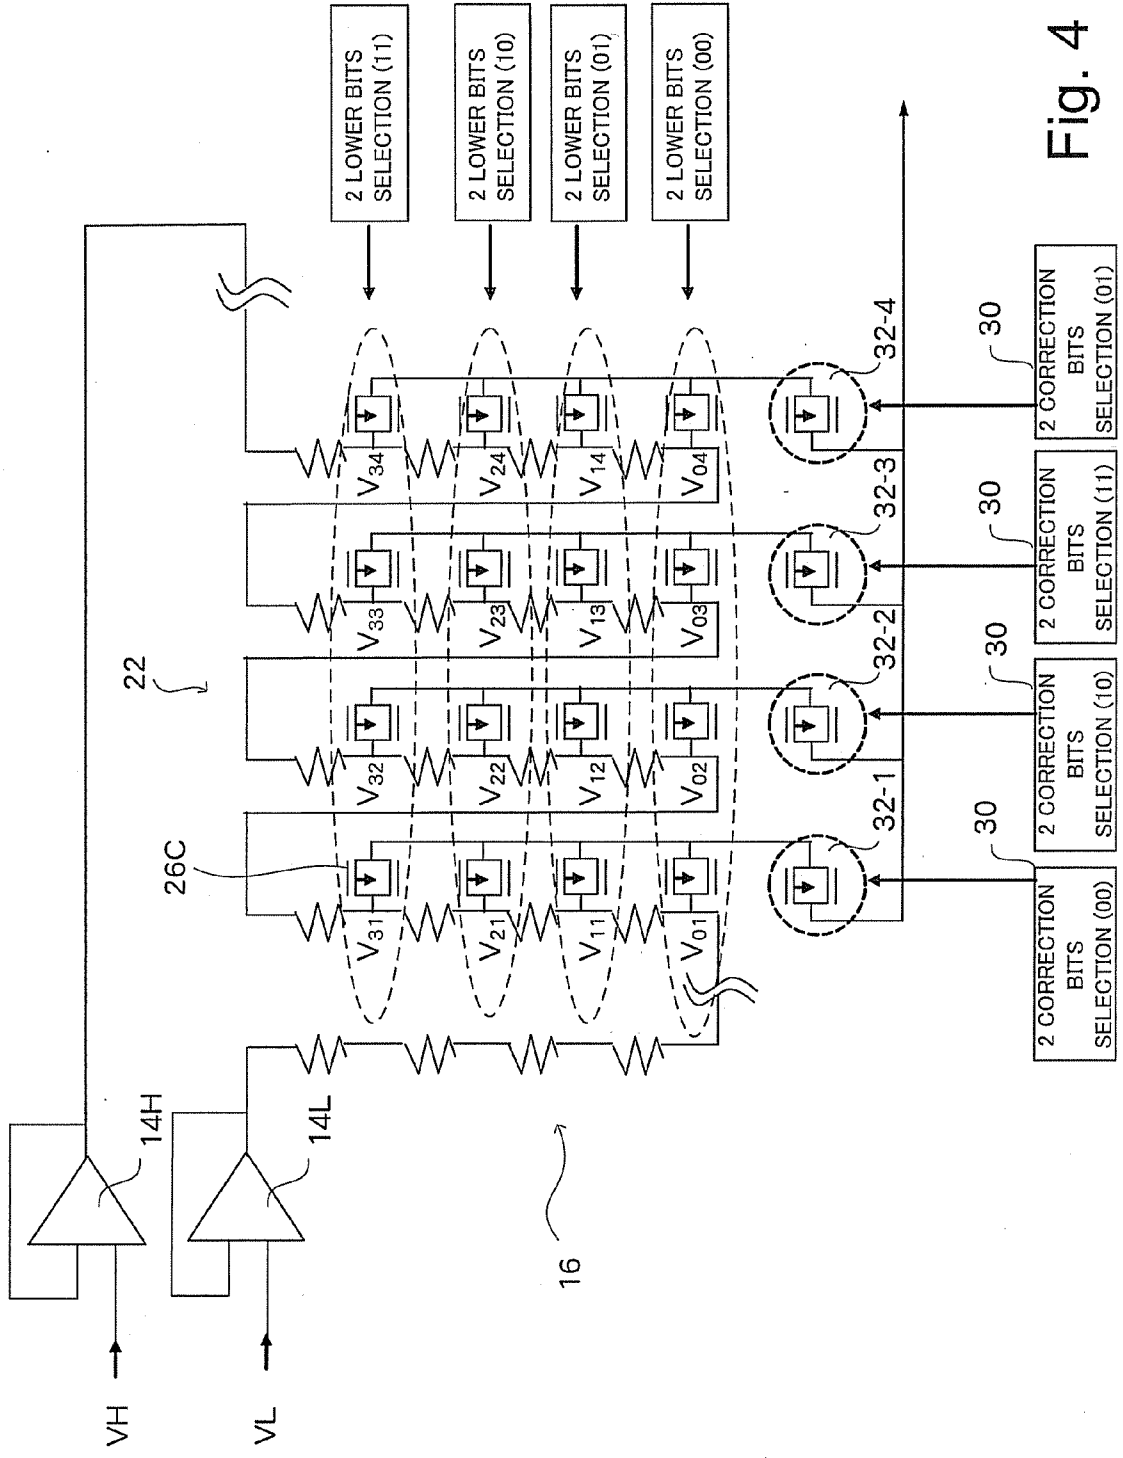 VH
VL
14H
14L
16
22
26C
V31
V32
V33
V34
2 LOWER BITS
SELECTION (11)
V21
V22
V23
V24
2 LOWER BITS
SELECTION (10)
V11
V12
V13
V14
2 LOWER BITS
SELECTION (01)
V01
V02
V03
V04
2 LOWER BITS
SELECTION (00)
32-1
32-2
32-3
32-4
30
30
30
30
2 CORRECTION
BITS
SELECTION (00)
2 CORRECTION
BITS
SELECTION (10)
2 CORRECTION
BITS
SELECTION (11)
2 CORRECTION
BITS
SELECTION (01)
Fig. 4